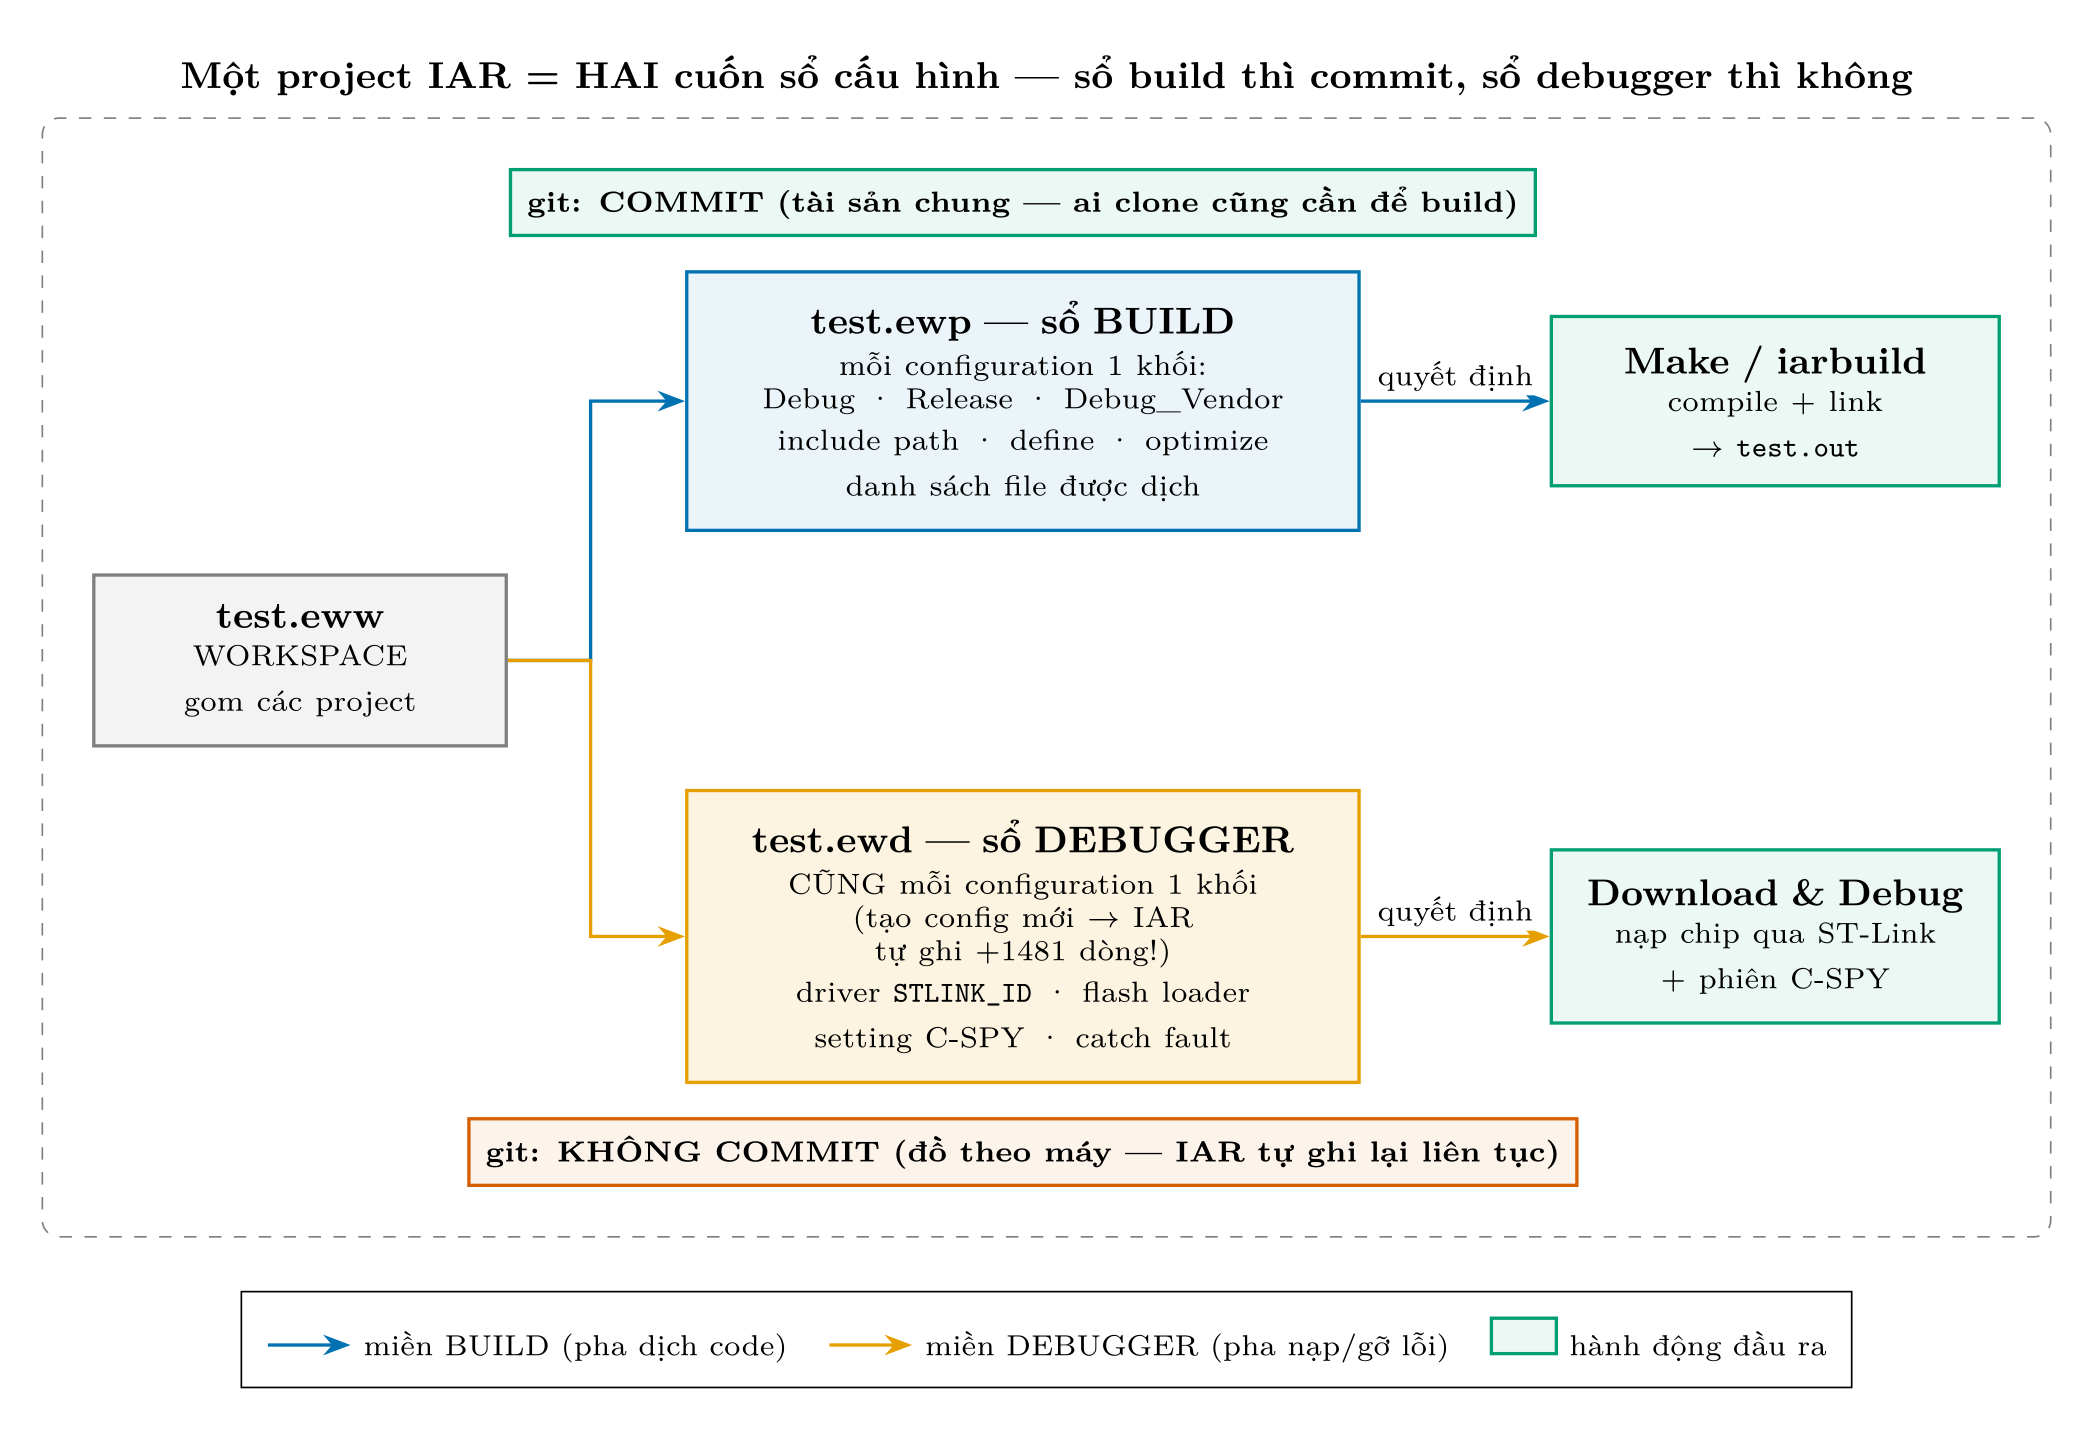 Một project IAR = HAI cuốn sổ cấu hình — sổ build thì commit, sổ debugger thì không
git: COMMIT (tài sản chung — ai clone cũng cần để build)
test.ewp — sổ BUILD
mỗi configuration 1 khối:
Debug · Release · Debug_Vendor
include path · define · optimize
danh sách file được dịch
quyết định
Make / iarbuild
compile + link
→ test.out
test.eww
WORKSPACE
gom các project
test.ewd — sổ DEBUGGER
CŨNG mỗi configuration 1 khối
(tạo config mới → IAR
tự ghi +1481 dòng!)
driver STLINK_ID · flash loader
setting C-SPY · catch fault
quyết định
Download & Debug
nạp chip qua ST-Link
+ phiên C-SPY
git: KHÔNG COMMIT (đồ theo máy — IAR tự ghi lại liên tục)
miền BUILD (pha dịch code)
miền DEBUGGER (pha nạp/gỡ lỗi)
hành động đầu ra